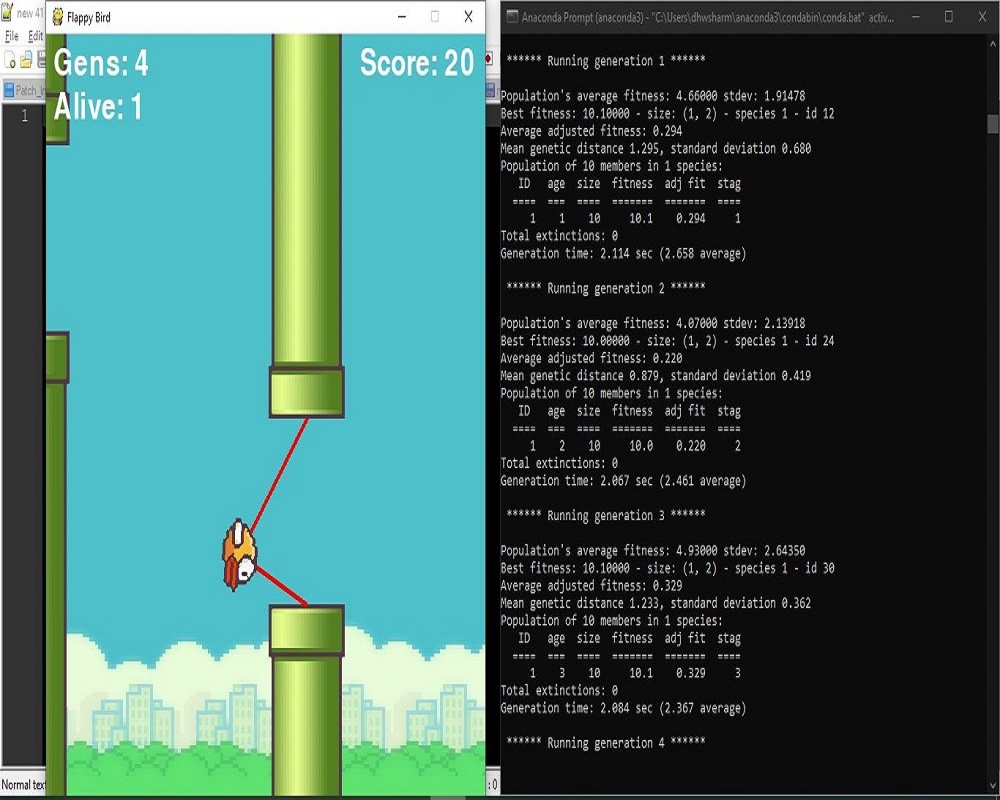 new 41
File Edit
Patch_I
1
Normal text
: 0
Flappy Bird
Gens: 4
Score: 20
Alive: 1
Anaconda Prompt (anaconda3) - "C:\Users\dhwsharm\anaconda3\condabin\conda.bat" activ...
****** Running generation 1 ******
Population's average fitness: 4.66000 stdev: 1.91478
Best fitness: 10.10000 - size: (1, 2) - species 1 - id 12
Average adjusted fitness: 0.294
Mean genetic distance 1.295, standard deviation 0.680
Population of 10 members in 1 species:
ID age size fitness adj fit stag
==== === ==== ======= ======= ====
1 1 10 10.1 0.294 1
Total extinctions: 0
Generation time: 2.114 sec (2.658 average)
****** Running generation 2 ******
Population's average fitness: 4.07000 stdev: 2.13918
Best fitness: 10.00000 - size: (1, 2) - species 1 - id 24
Average adjusted fitness: 0.220
Mean genetic distance 0.879, standard deviation 0.419
Population of 10 members in 1 species:
ID age size fitness adj fit stag
==== === ==== ======= ======= ====
1 2 10 10.0 0.220 2
Total extinctions: 0
Generation time: 2.067 sec (2.461 average)
****** Running generation 3 ******
Population's average fitness: 4.93000 stdev: 2.64350
Best fitness: 10.10000 - size: (1, 2) - species 1 - id 30
Average adjusted fitness: 0.329
Mean genetic distance 1.233, standard deviation 0.362
Population of 10 members in 1 species:
ID age size fitness adj fit stag
==== === ==== ======= ======= ====
1 3 10 10.1 0.329 3
Total extinctions: 0
Generation time: 2.084 sec (2.367 average)
****** Running generation 4 ******